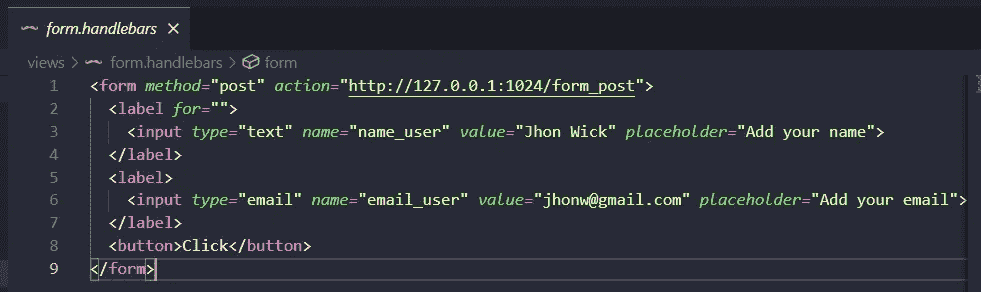 form.handlebars ×
views > form.handlebars > form
1 <form method="post" action="http://127.0.0.1:1024/form_post">
2 <label for="">
3 <input type="text" name="name_user" value="Jhon Wick" placeholder="Add your name">
4 </label>
5 <label>
6 <input type="email" name="email_user" value="jhonw@gmail.com" placeholder="Add your email">
7 </label>
8 <button>Click</button>
9 </form>